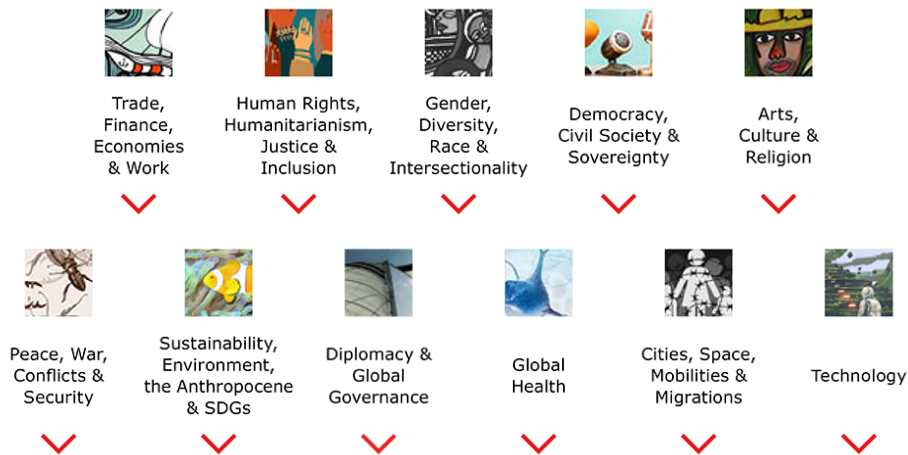 Trade,
Finance,
Economies
& Work
Human Rights,
Humanitarianism,
Justice &
Inclusion
Gender,
Diversity,
Race &
Intersectionality
Democracy,
Civil Society &
Sovereignty
Arts,
Culture &
Religion
Peace, War,
Conflicts &
Security
Sustainability,
Environment,
the Anthropocene
& SDGs
Diplomacy &
Global
Governance
Global
Health
Cities, Space,
Mobilities &
Migrations
Technology